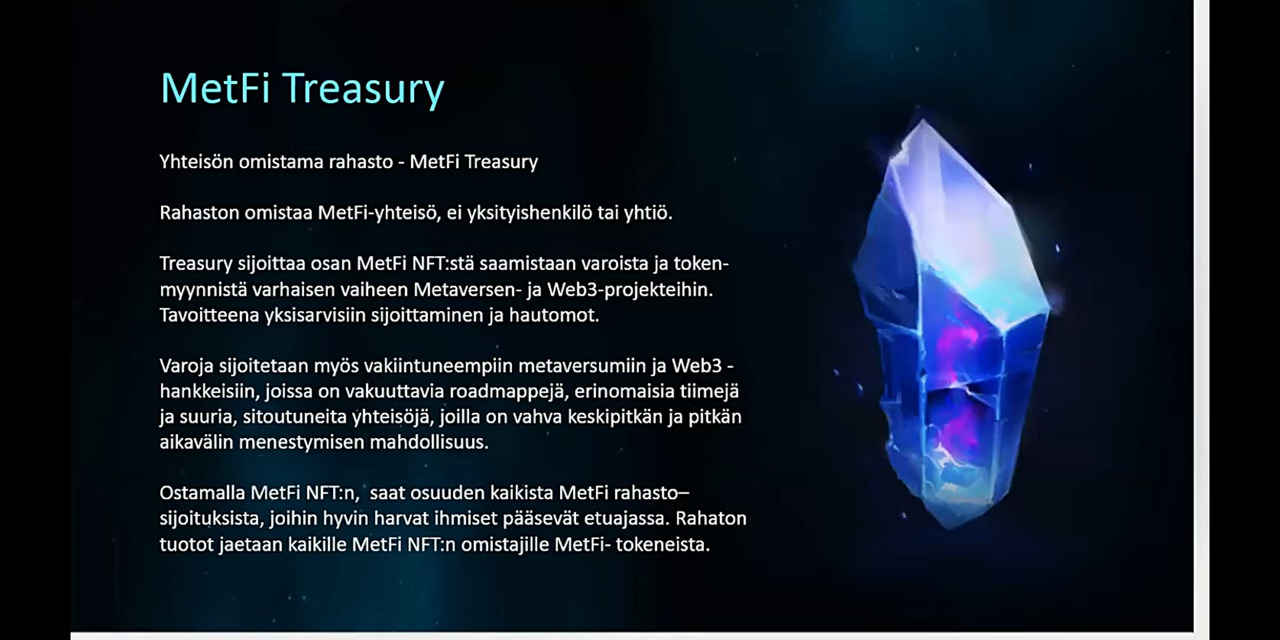 MetFi Treasury
Yhteisön omistama rahasto - MetFi Treasury
Rahaston omistaa MetFi-yhteisö, ei yksityishenkilö tai yhtiö.
Treasury sijoittaa osan MetFi NFT:stä saamistaan varoista ja token-
myynnistä varhaisen vaiheen Metaversen- ja Web3-projekteihin.
Tavoitteena yksisarvisiin sijoittaminen ja hautomot.
Varoja sijoitetaan myös vakiintuneempiin metaversumiin ja Web3 -
hankkeisiin, joissa on vakuuttavia roadmappejä, erinomaisia tiimejä
ja suuria, sitoutuneita yhteisöjä, joilla on vahva keskipitkän ja pitkän
aikavälin menestymisen mahdollisuus.
Ostamalla MetFi NFT:n, saat osuuden kaikista MetFi rahasto–
sijoituksista, joihin hyvin harvat ihmiset pääsevät etuajassa. Rahaton
tuotot jaetaan kaikille MetFi NFT:n omistajille MetFi- tokeneista.